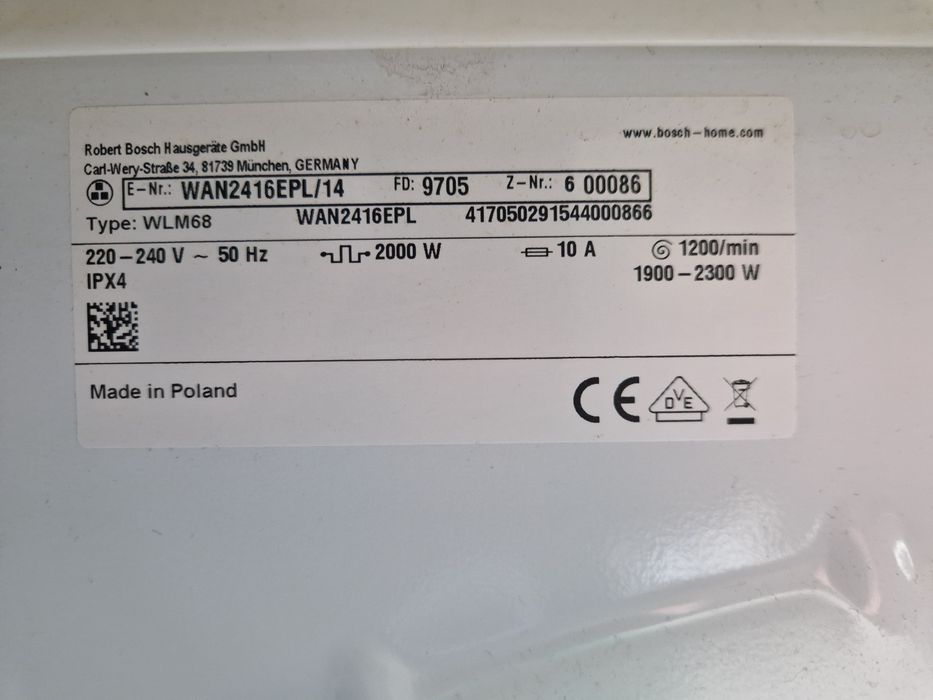 www.bosch-home.com
Robert Bosch Hausgeräte GmbH
Carl-Wery-Straße 34, 81739 München, GERMANY
E-Nr.: WAN2416EPL/14 FD: 9705 Z-Nr.: 6 00086
Type: WLM68 WAN2416EPL 417050291544000866
220-240 V ~ 50 Hz 2000 W 10 A 1200/min
IPX4 1900-2300 W
Made in Poland CE DVE